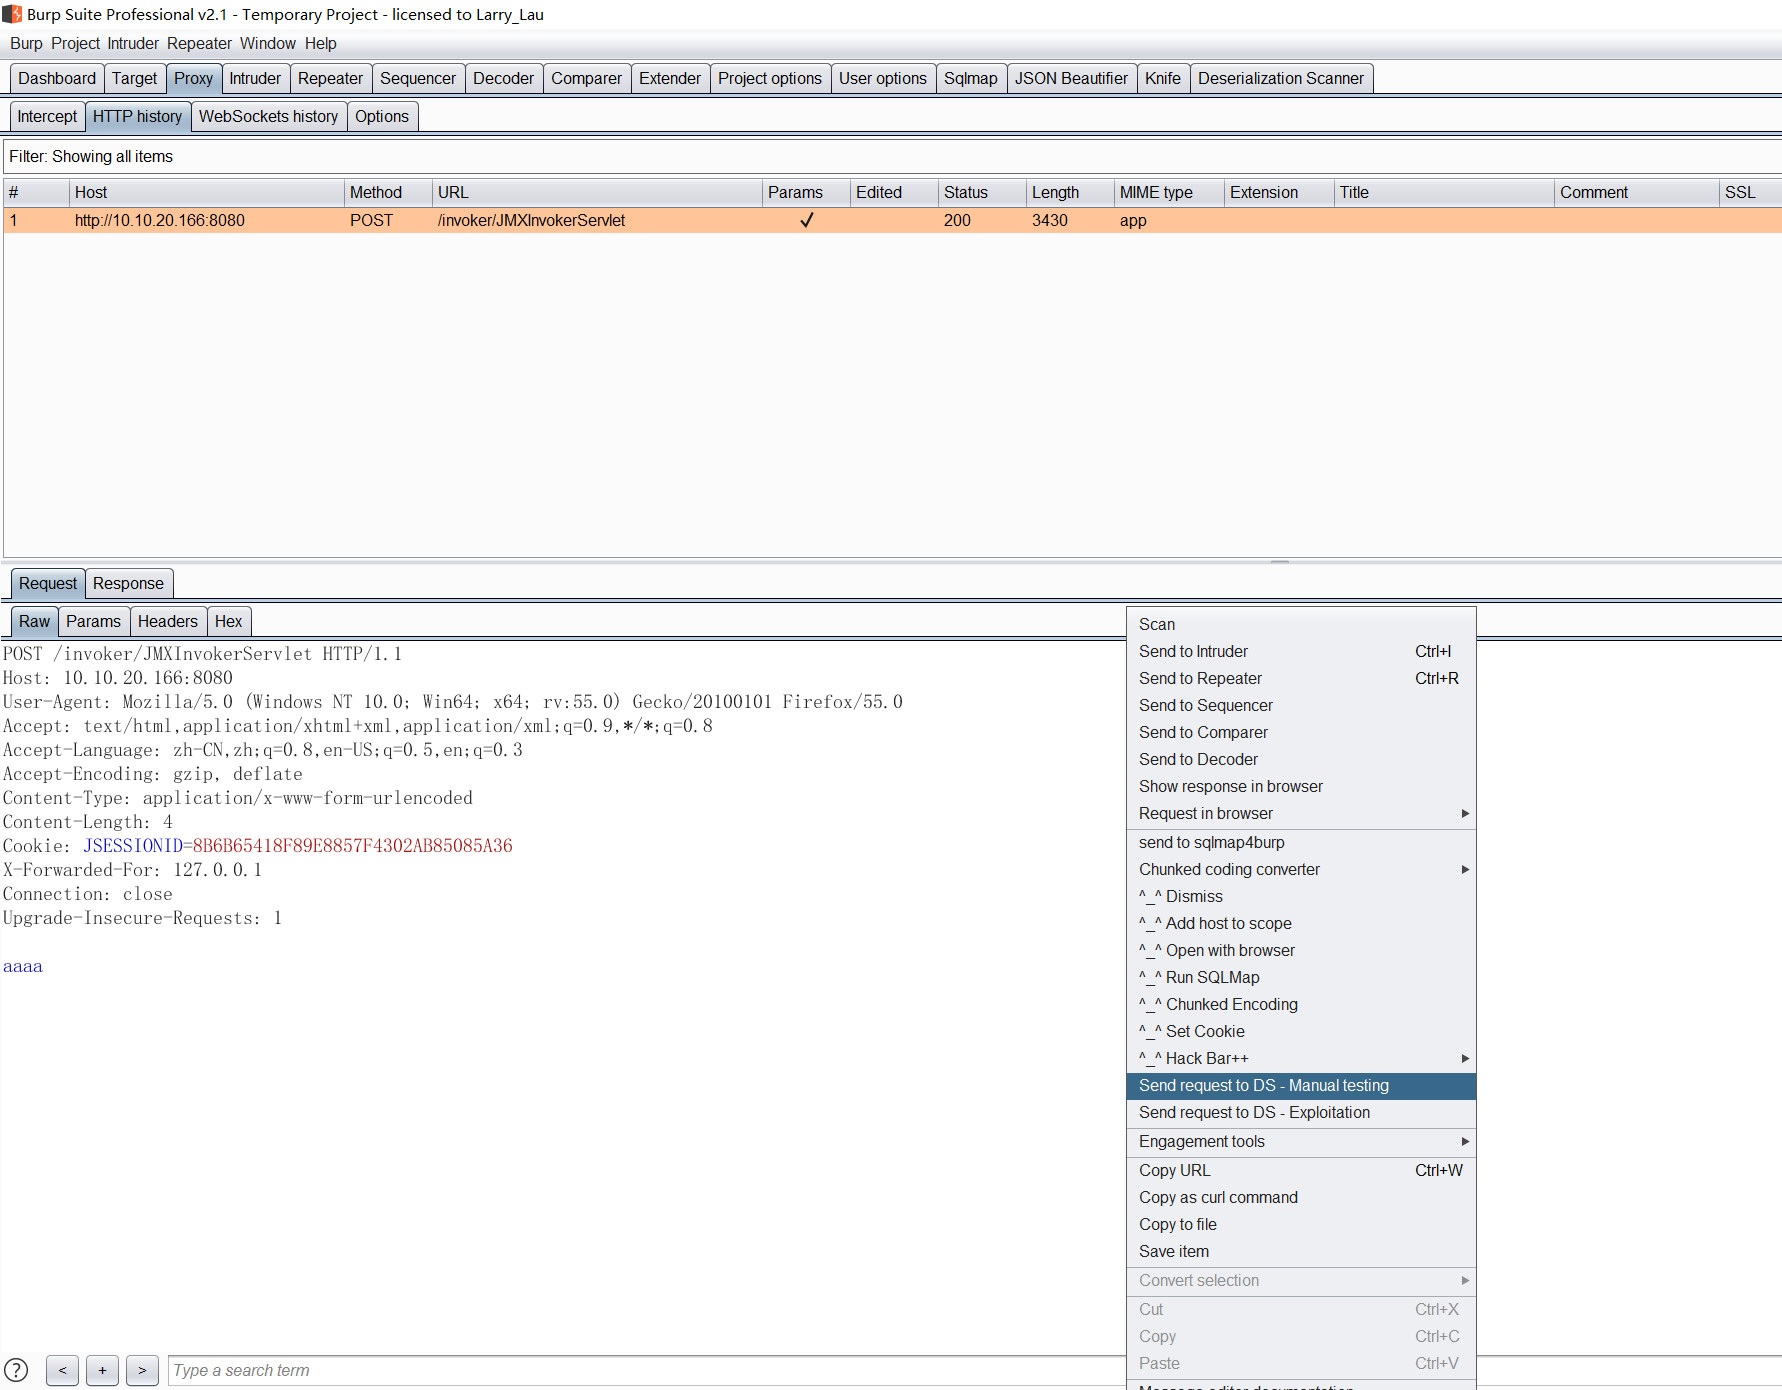 Burp Suite Professional v2.1 - Temporary Project - licensed to Larry_Lau
Burp Project Intruder Repeater Window Help
Dashboard Target Proxy Intruder Repeater Sequencer Decoder Comparer Extender Project options User options Sqlmap JSON Beautifier Knife Deserialization Scanner
Intercept HTTP history WebSockets history Options
Filter: Showing all items
# Host Method URL Params Edited Status Length MIME type Extension Title Comment SSL
1 http://10.10.20.166:8080 POST /invoker/JMXInvokerServlet ✓ 200 3430 app
Request Response
Raw Params Headers Hex
POST /invoker/JMXInvokerServlet HTTP/1.1
Host: 10.10.20.166:8080
User-Agent: Mozilla/5.0 (Windows NT 10.0; Win64; x64; rv:55.0) Gecko/20100101 Firefox/55.0
Accept: text/html,application/xhtml+xml,application/xml;q=0.9,*/*;q=0.8
Accept-Language: zh-CN,zh;q=0.8,en-US;q=0.5,en;q=0.3
Accept-Encoding: gzip, deflate
Content-Type: application/x-www-form-urlencoded
Content-Length: 4
Cookie: JSESSIONID=8B6B65418F89E8857F4302AB85085A36
X-Forwarded-For: 127.0.0.1
Connection: close
Upgrade-Insecure-Requests: 1
aaaa
Scan
Send to Intruder Ctrl+I
Send to Repeater Ctrl+R
Send to Sequencer
Send to Comparer
Send to Decoder
Show response in browser
Request in browser
send to sqlmap4burp
Chunked coding converter
^_^ Dismiss
^_^ Add host to scope
^_^ Open with browser
^_^ Run SQLMap
^_^ Chunked Encoding
^_^ Set Cookie
^_^ Hack Bar++
Send request to DS - Manual testing
Send request to DS - Exploitation
Engagement tools
Copy URL Ctrl+W
Copy as curl command
Copy to file
Save item
Convert selection
Cut Ctrl+X
Copy Ctrl+C
Paste Ctrl+V
? < + > Type a search term